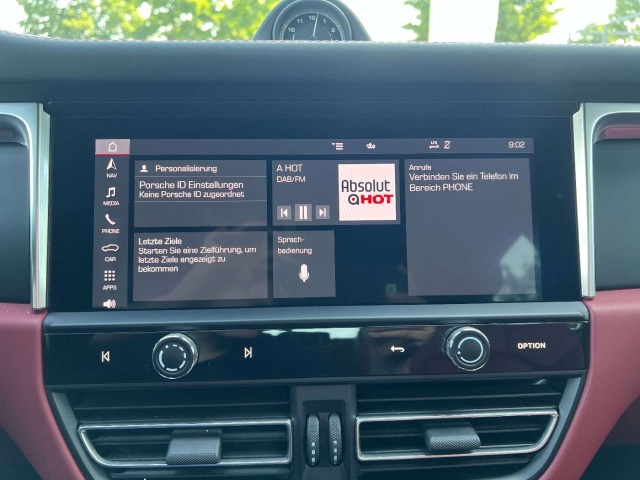 9:02
NAV
MEDIA
PHONE
CAR
APPS
Personalisierung
Porsche ID Einstellungen
Keine Porsche ID zugeordnet
A HOT
DAB/FM
Absolut
HOT
Anrufe
Verbinden Sie ein Telefon im
Bereich PHONE
Letzte Ziele
Starten Sie eine Zielführung, um
letzte Ziele angezeigt zu
bekommen
Sprach-
bedienung
OPTION